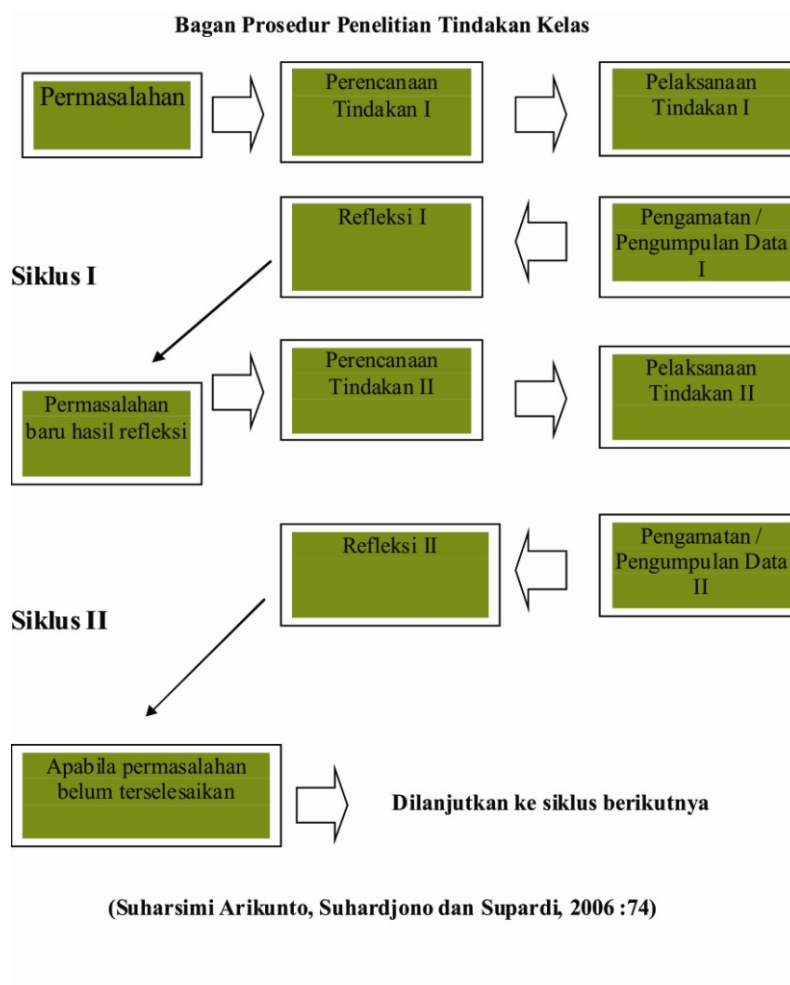 Bagan Prosedur Penelitian Tindakan Kelas
Permasalahan
Perencanaan
Tindakan I
Pelaksanaan
Tindakan I
Siklus I
Refleksi I
Pengamatan /
Pengumpulan Data
I
Permasalahan
baru hasil refleksi
Perencanaan
Tindakan II
Pelaksanaan
Tindakan II
Siklus II
Refleksi II
Pengamatan /
Pengumpulan Data
II
Apabila permasalahan
belum terselesaikan
Dilanjutkan ke siklus berikutnya
(Suharsimi Arikunto, Suhardjono dan Supardi, 2006 :74)